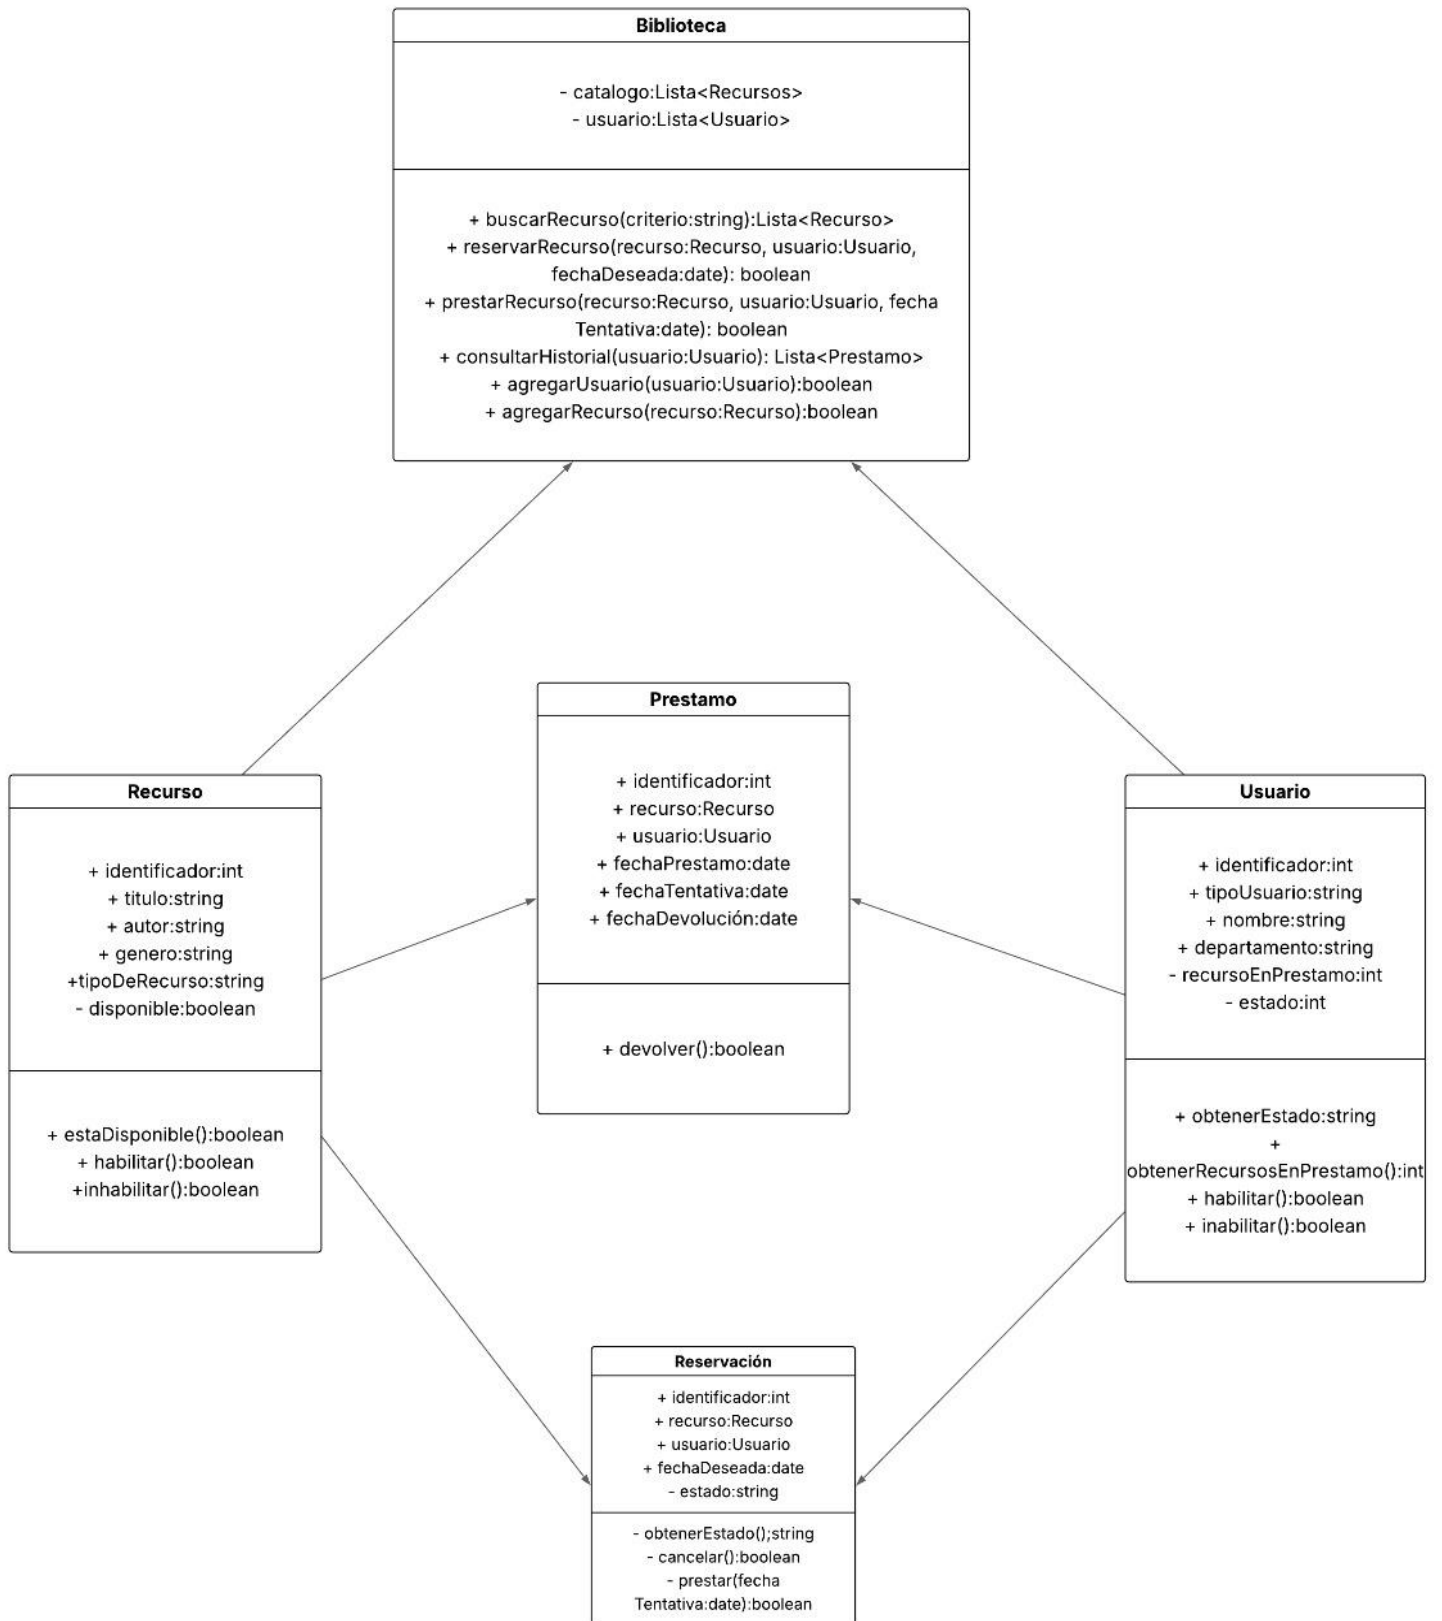 Biblioteca
- catalogo:Lista<Recursos>
- usuario:Lista<Usuario>
+ buscarRecurso(criterio:string):Lista<Recurso>
+ reservarRecurso(recurso:Recurso, usuario:Usuario,
fechaDeseada:date): boolean
+ prestarRecurso(recurso:Recurso, usuario:Usuario, fecha
Tentativa:date): boolean
+ consultarHistorial(usuario:Usuario): Lista<Prestamo>
+ agregarUsuario(usuario:Usuario):boolean
+ agregarRecurso(recurso:Recurso):boolean
Prestamo
+ identificador:int
+ recurso:Recurso
+ usuario:Usuario
+ fechaPrestamo:date
+ fechaTentativa:date
+ fechaDevolución:date
+ devolver():boolean
Recurso
+ identificador:int
+ titulo:string
+ autor:string
+ genero:string
+tipoDeRecurso:string
- disponible:boolean
+ estaDisponible():boolean
+ habilitar():boolean
+inhabilitar():boolean
Usuario
+ identificador:int
+ tipoUsuario:string
+ nombre:string
+ departamento:string
- recursoEnPrestamo:int
- estado:int
+ obtenerEstado:string
+
obtenerRecursosEnPrestamo():int
+ habilitar():boolean
+ inabilitar():boolean
Reservación
+ identificador:int
+ recurso:Recurso
+ usuario:Usuario
+ fechaDeseada:date
- estado:string
- obtenerEstado();string
- cancelar():boolean
- prestar(fecha
Tentativa:date):boolean